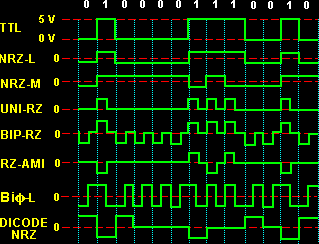 0 1 0 0 0 0 1 1 1 0 0 1 0
TTL 5 V
0 V
NRZ-L 0
NRZ-M 0
UNI-RZ 0
BIP-RZ 0
RZ-AMI 0
Biϕ-L 0
DICODE 0
NRZ